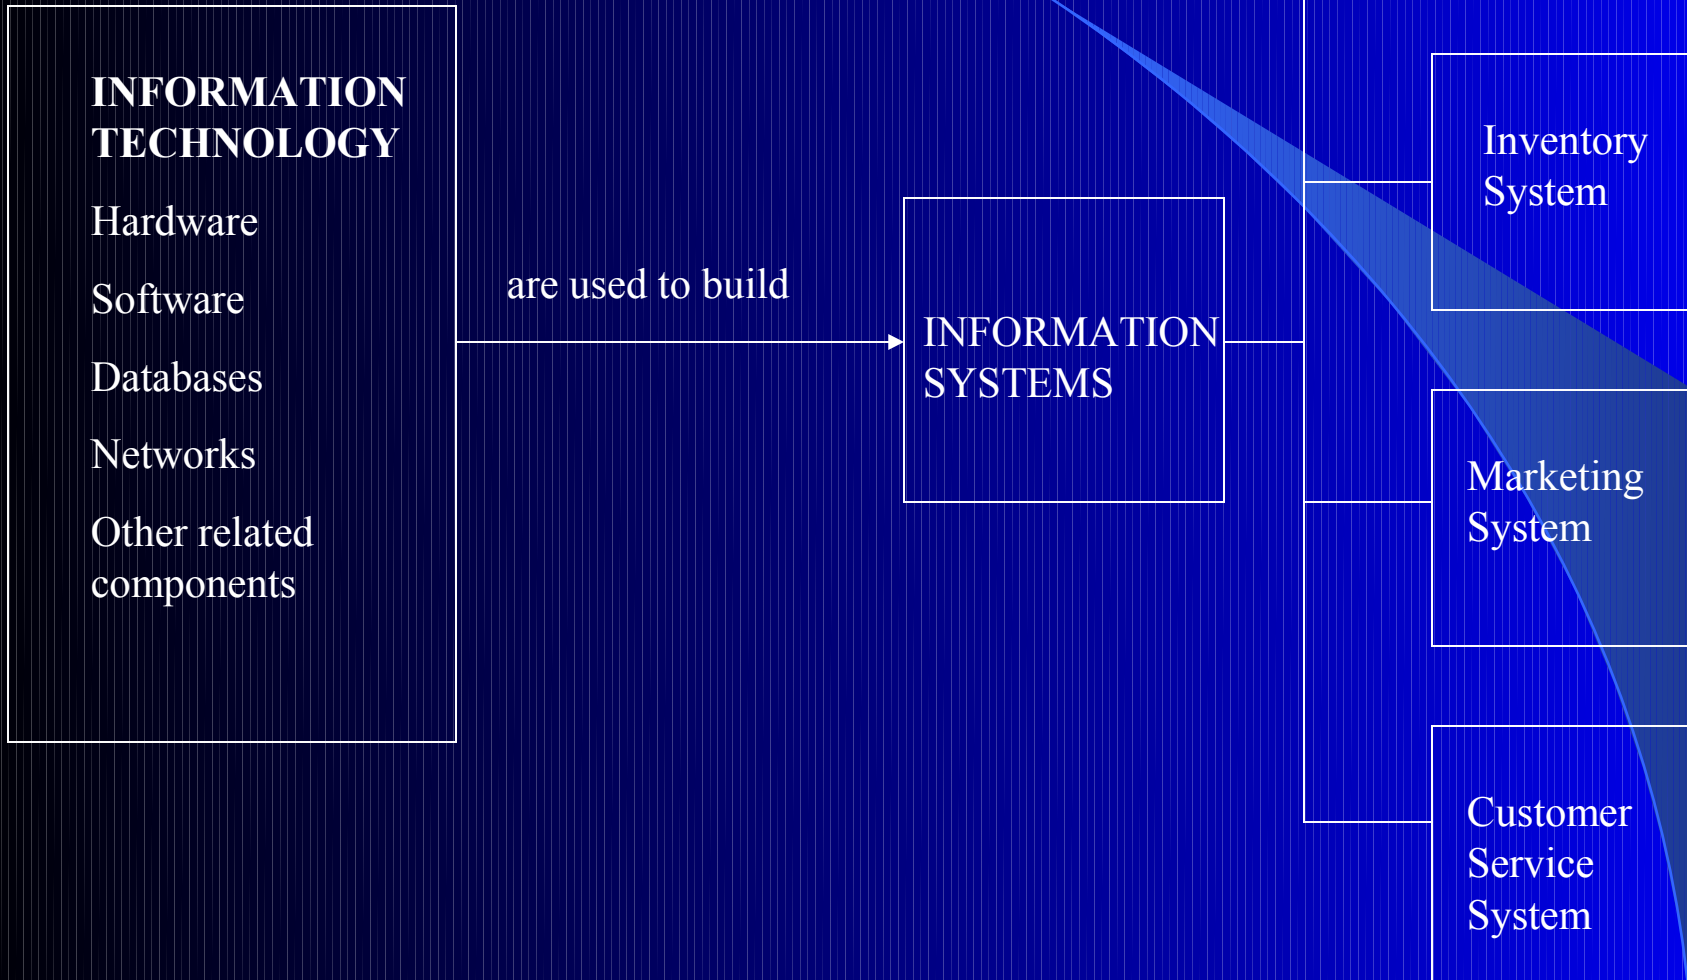 INFORMATION
TECHNOLOGY
Hardware
Software
Databases
Networks
Other related
components
are used to build
INFORMATION
SYSTEMS
Inventory
System
Marketing
System
Customer
Service
System